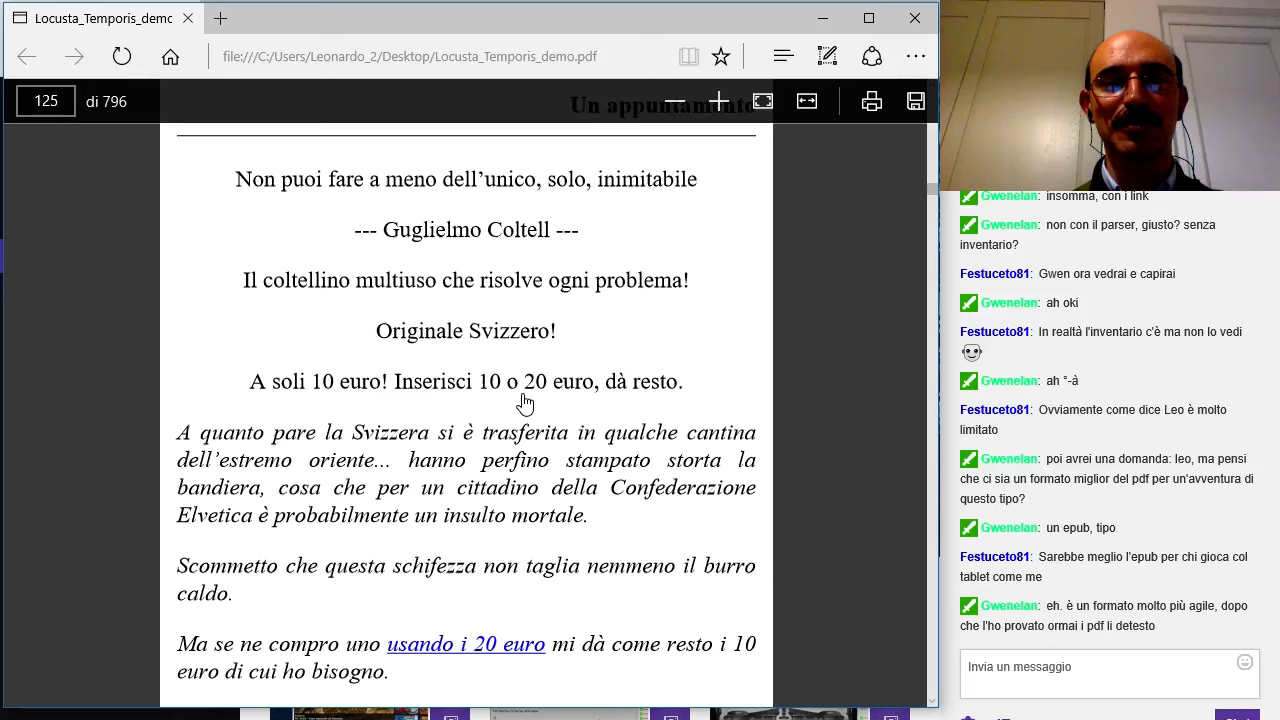 Locusta_Temporis_demo
file:///C:/Users/Leonardo_2/Desktop/Locusta_Temporis_demo.pdf
125 di 796
Un appuntamento
Non puoi fare a meno dell'unico, solo, inimitabile
--- Guglielmo Coltell ---
Il coltellino multiuso che risolve ogni problema!
Originale Svizzero!
A soli 10 euro! Inserisci 10 o 20 euro, dà resto.
A quanto pare la Svizzera si è trasferita in qualche cantina
dell'estremo oriente... hanno perfino stampato storta la
bandiera, cosa che per un cittadino della Confederazione
Elvetica è probabilmente un insulto mortale.
Scommetto che questa schifezza non taglia nemmeno il burro
caldo.
Ma se ne compro uno usando i 20 euro mi dà come resto i 10
euro di cui ho bisogno.
Gwenelan: insomma, con i link
Gwenelan: non con il parser, giusto? senza
inventario?
Festuceto81: Gwen ora vedrai e capirai
Gwenelan: ah oki
Festuceto81: In realtà l'inventario c'è ma non lo vedi
Gwenelan: ah °-à
Festuceto81: Ovviamente come dice Leo è molto
limitato
Gwenelan: poi avrei una domanda: leo, ma pensi
che ci sia un formato miglior del pdf per un'avventura di
questo tipo?
Gwenelan: un epub, tipo
Festuceto81: Sarebbe meglio l'epub per chi gioca col
tablet come me
Gwenelan: eh. è un formato molto più agile, dopo
che l'ho provato ormai i pdf li detesto
Invia un messaggio